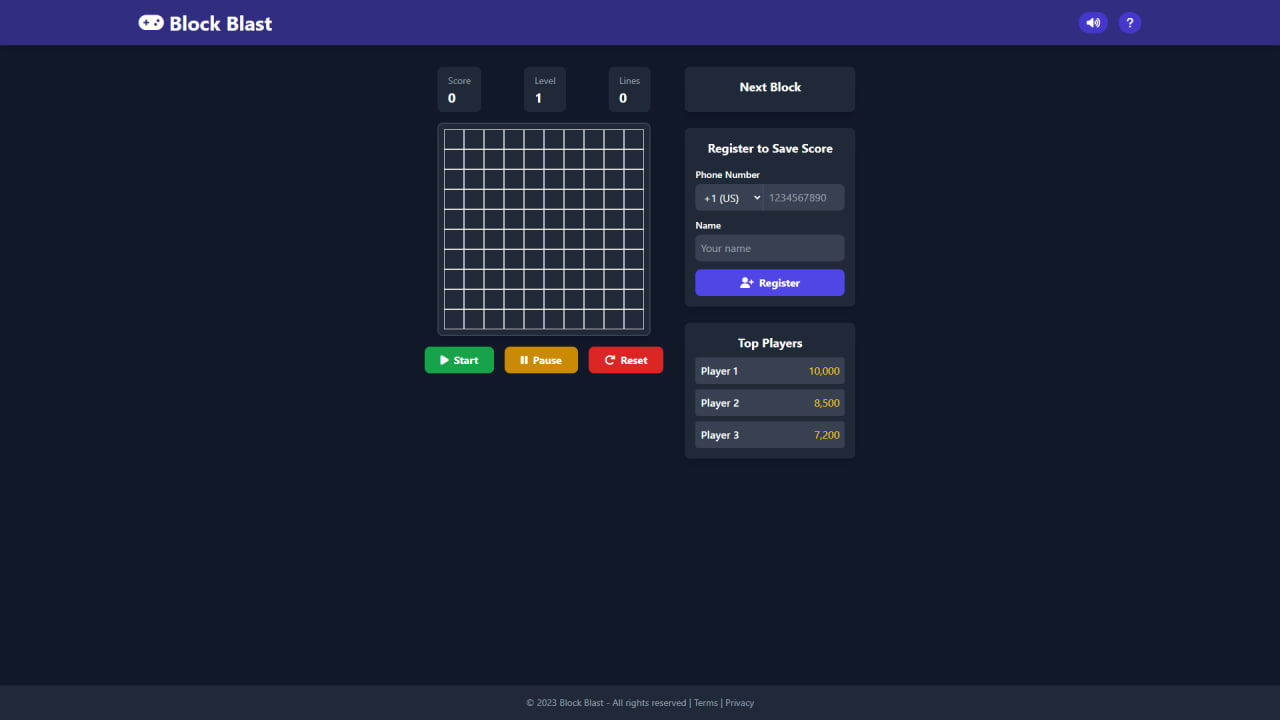 Block Blast
?
Score
0
Level
1
Lines
0
Next Block
Register to Save Score
Phone Number
+1 (US)
1234567890
Name
Your name
Register
Start
Pause
Reset
Top Players
Player 1 10,000
Player 2 8,500
Player 3 7,200
© 2023 Block Blast - All rights reserved | Terms | Privacy